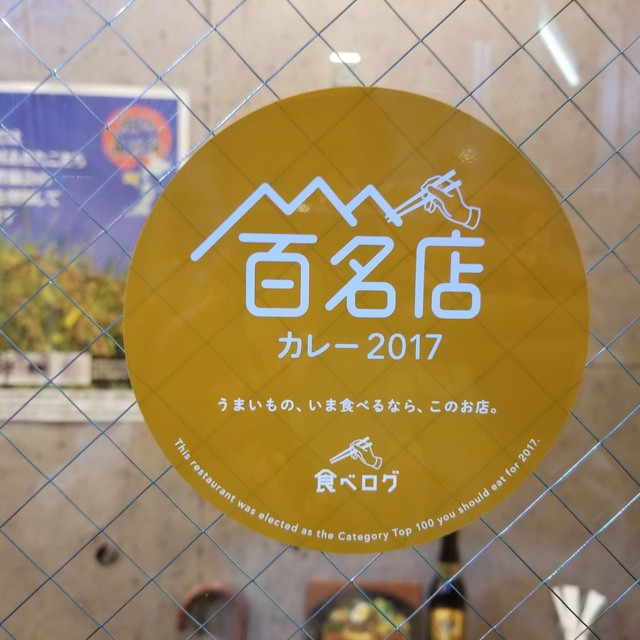 百名店
カレー 2017
うまいもの、いま食べるなら、このお店。
食べログ
This restaurant was elected as the Category Top 100 you should eat for 2017.